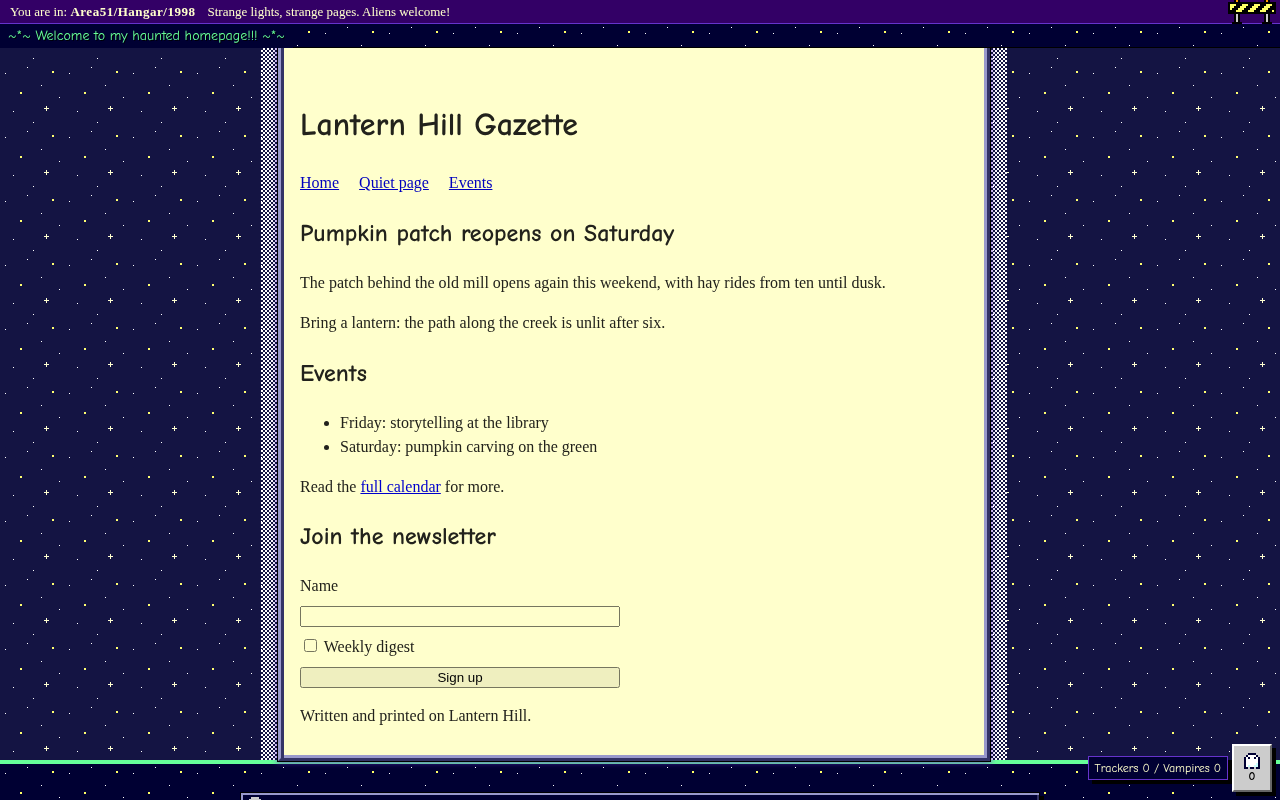 You are in: Area51/Hangar/1998 Strange lights, strange pages. Aliens welcome!
~*~ Welcome to my haunted homepage!!! ~*~
Lantern Hill Gazette
Home Quiet page Events
Pumpkin patch reopens on Saturday
The patch behind the old mill opens again this weekend, with hay rides from ten until dusk.
Bring a lantern: the path along the creek is unlit after six.
Events
Friday: storytelling at the library
Saturday: pumpkin carving on the green
Read the full calendar for more.
Join the newsletter
Name
Weekly digest
Sign up
Written and printed on Lantern Hill.
Trackers 0 / Vampires 0
0